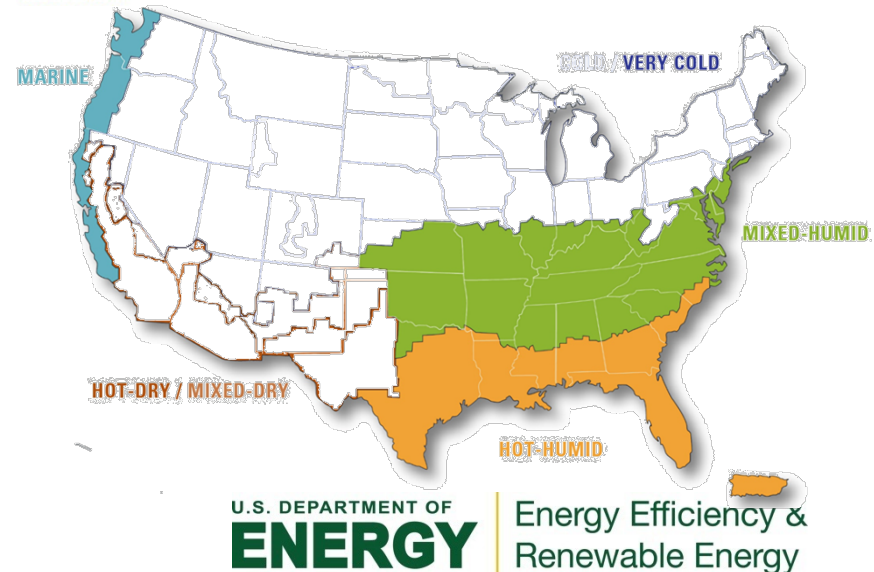 MARINE
VERY COLD
MIXED-HUMID
HOT-DRY / MIXED-DRY
HOT-HUMID
U.S. DEPARTMENT OF
ENERGY
Energy Efficiency &
Renewable Energy